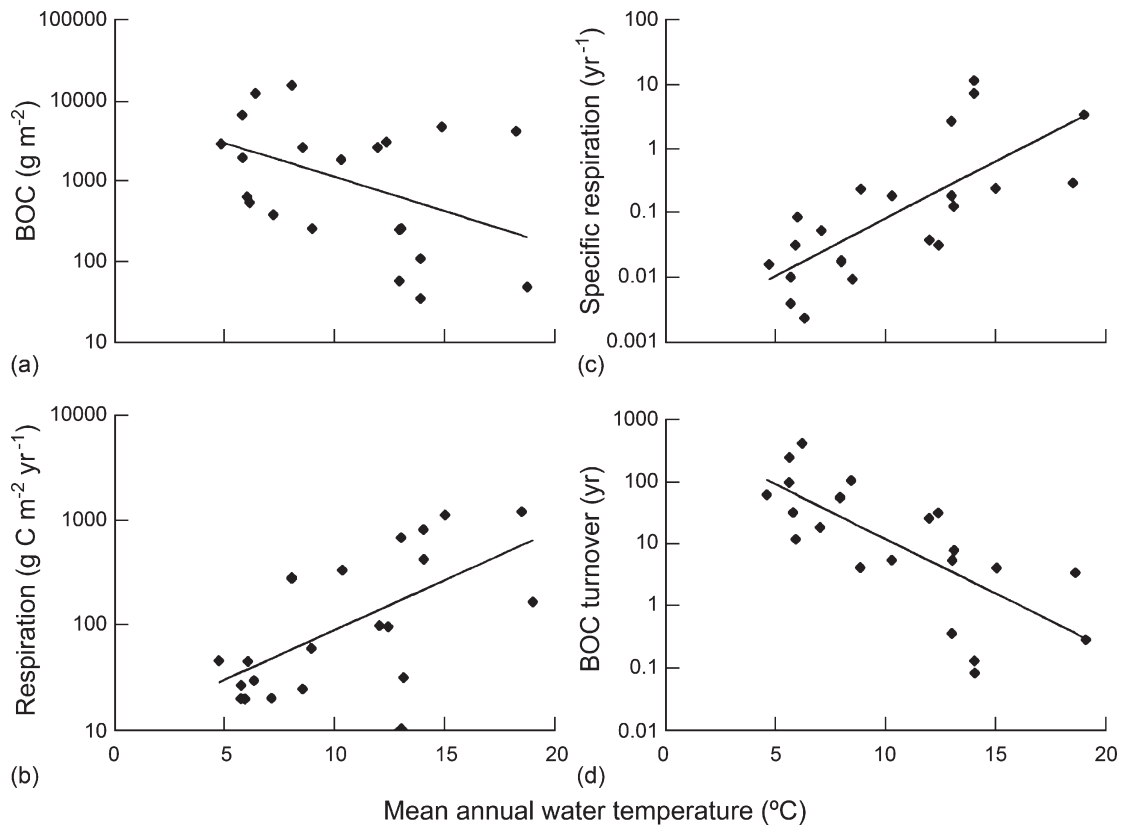 (a)
BOC (g m-2)
100000
10000
1000
100
10
(c)
Specific respiration (yr-1)
100
10
1
0.1
0.01
0.001
(b)
Respiration (g C m-2 yr-1)
10000
1000
100
10
0 5 10 15 20
(d)
BOC turnover (yr)
1000
100
10
1
0.1
0.01
0 5 10 15 20
Mean annual water temperature (ºC)